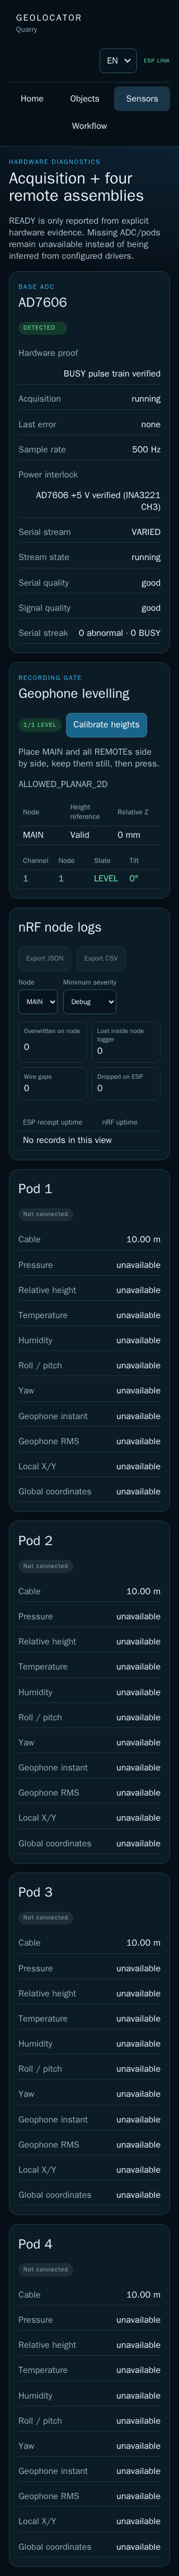 GEOLOCATOR
Quarry
EN
ESP LINK
Home Objects Sensors
Workflow
HARDWARE DIAGNOSTICS
Acquisition + four
remote assemblies
READY is only reported from explicit
hardware evidence. Missing ADC/pods
remain unavailable instead of being
inferred from configured drivers.
BASE ADC
AD7606
DETECTED
Hardware proof
BUSY pulse train verified
Acquisition running
Last error none
Sample rate 500 Hz
Power interlock
AD7606 +5 V verified (INA3221
CH3)
Serial stream VARIED
Stream state running
Serial quality good
Signal quality good
Serial streak 0 abnormal · 0 BUSY
RECORDING GATE
Geophone levelling
1/1 LEVEL Calibrate heights
Place MAIN and all REMOTEs side
by side, keep them still, then press.
ALLOWED_PLANAR_2D
Node Height reference Relative Z
MAIN Valid 0 mm
Channel Node State Tilt
1 1 LEVEL 0°
nRF node logs
Export JSON Export CSV
Node Minimum severity
MAIN Debug
Overwritten on node
0
Lost inside node
logger
0
Wire gaps
0
Dropped on ESP
0
ESP receipt uptime nRF uptime
No records in this view
Pod 1
Not connected
Cable 10.00 m
Pressure unavailable
Relative height unavailable
Temperature unavailable
Humidity unavailable
Roll / pitch unavailable
Yaw unavailable
Geophone instant unavailable
Geophone RMS unavailable
Local X/Y unavailable
Global coordinates unavailable
Pod 2
Not connected
Cable 10.00 m
Pressure unavailable
Relative height unavailable
Temperature unavailable
Humidity unavailable
Roll / pitch unavailable
Yaw unavailable
Geophone instant unavailable
Geophone RMS unavailable
Local X/Y unavailable
Global coordinates unavailable
Pod 3
Not connected
Cable 10.00 m
Pressure unavailable
Relative height unavailable
Temperature unavailable
Humidity unavailable
Roll / pitch unavailable
Yaw unavailable
Geophone instant unavailable
Geophone RMS unavailable
Local X/Y unavailable
Global coordinates unavailable
Pod 4
Not connected
Cable 10.00 m
Pressure unavailable
Relative height unavailable
Temperature unavailable
Humidity unavailable
Roll / pitch unavailable
Yaw unavailable
Geophone instant unavailable
Geophone RMS unavailable
Local X/Y unavailable
Global coordinates unavailable